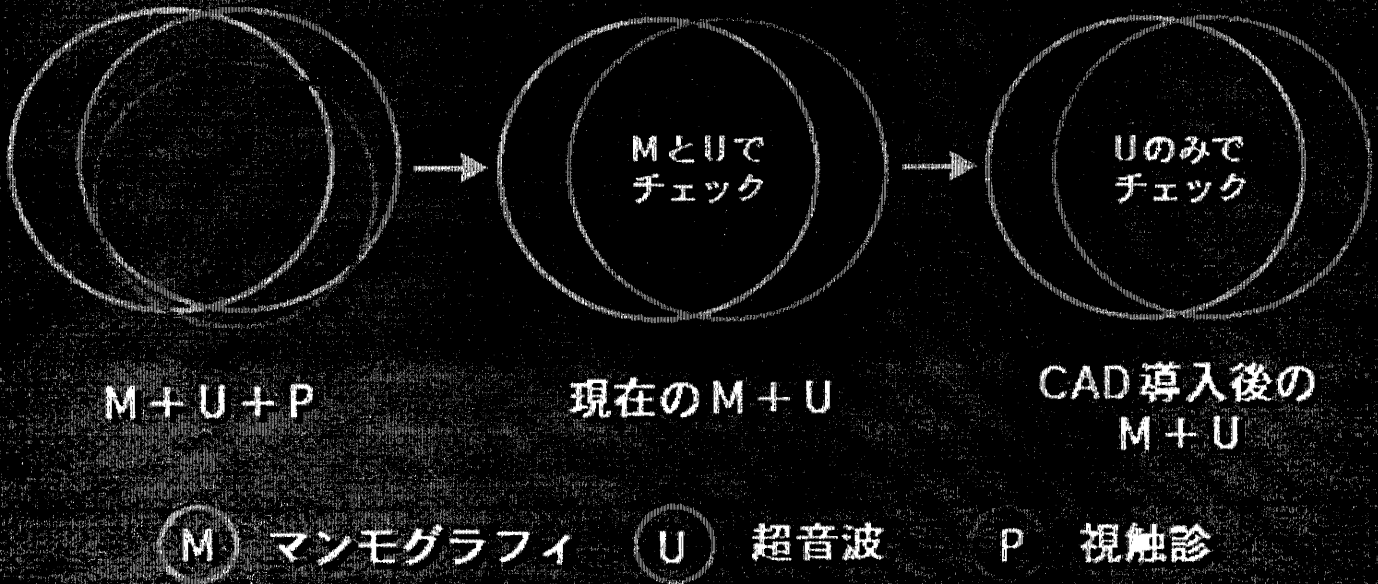 MとUで
チェック
Uのみで
チェック
M+U+P
現在のM+U
CAD導入後の
M+U
M マンモグラフィ U 超音波 P 視触診